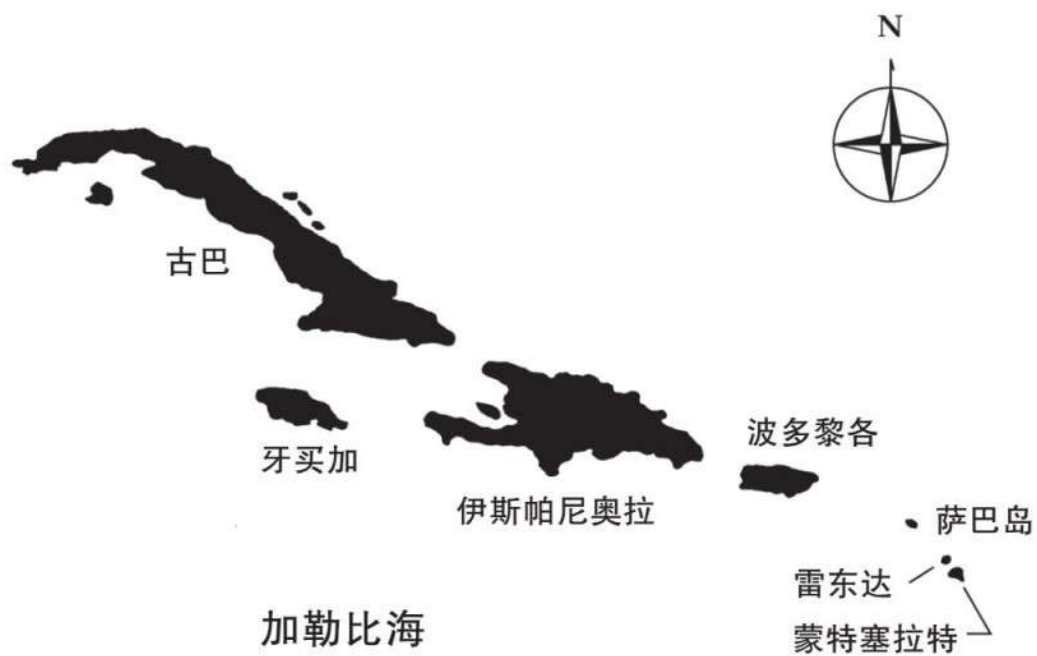 N
古巴
牙买加
伊斯帕尼奥拉
波多黎各
萨巴岛
雷东达
蒙特塞拉特
加勒比海